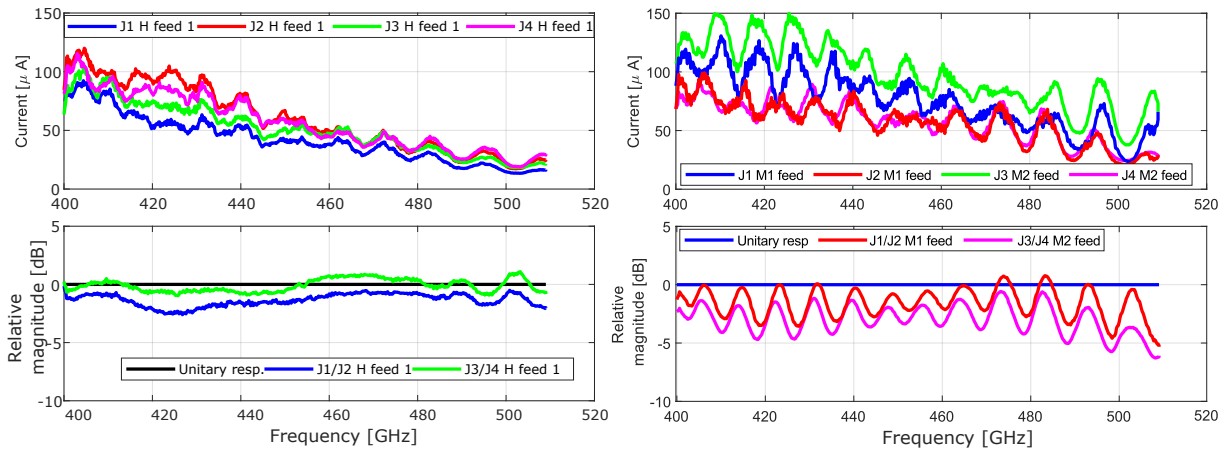 150
100
50
0
Current [μ A]
J1 H feed 1 J2 H feed 1 J3 H feed 1 J4 H feed 1
400 420 440 460 480 500 520
150
100
50
0
Current [μ A]
J1 M1 feed J2 M1 feed J3 M2 feed J4 M2 feed
400 420 440 460 480 500 520
5
0
-5
-10
Relative
magnitude [dB]
Unitary resp. J1/J2 H feed 1 J3/J4 H feed 1
400 420 440 460 480 500 520
Frequency [GHz]
5
0
-5
-10
Relative
magnitude [dB]
Unitary resp J1/J2 M1 feed J3/J4 M2 feed
400 420 440 460 480 500 520
Frequency [GHz]